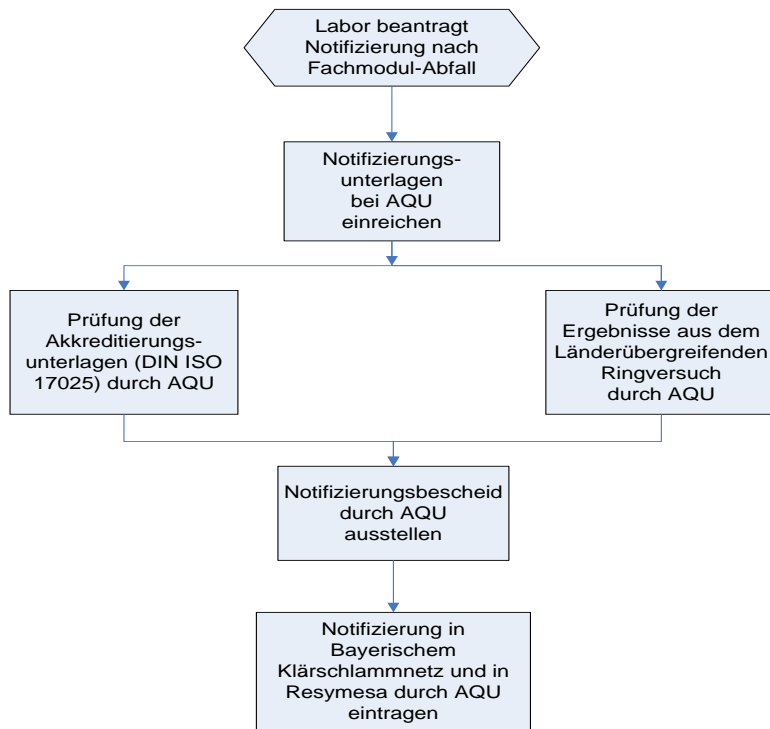 Labor beantragt
Notifizierung nach
Fachmodul-Abfall
Notifizierungs-
unterlagen
bei AQU
einreichen
Prüfung der
Akkreditierungs-
unterlagen (DIN ISO
17025) durch AQU
Prüfung der
Ergebnisse aus dem
Länderübergreifenden
Ringversuch
durch AQU
Notifizierungsbescheid
durch AQU
ausstellen
Notifizierung in
Bayerischem
Klärschlammnetz und in
Resymesa durch AQU
eintragen